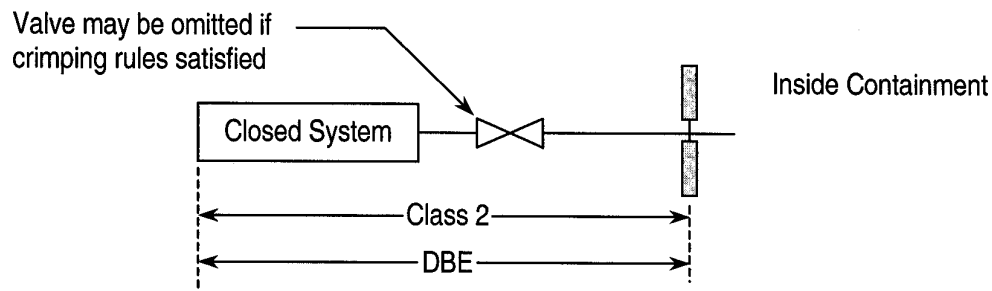 Valve may be omitted if
crimping rules satisfied
Inside Containment
Closed System
Class 2
DBE